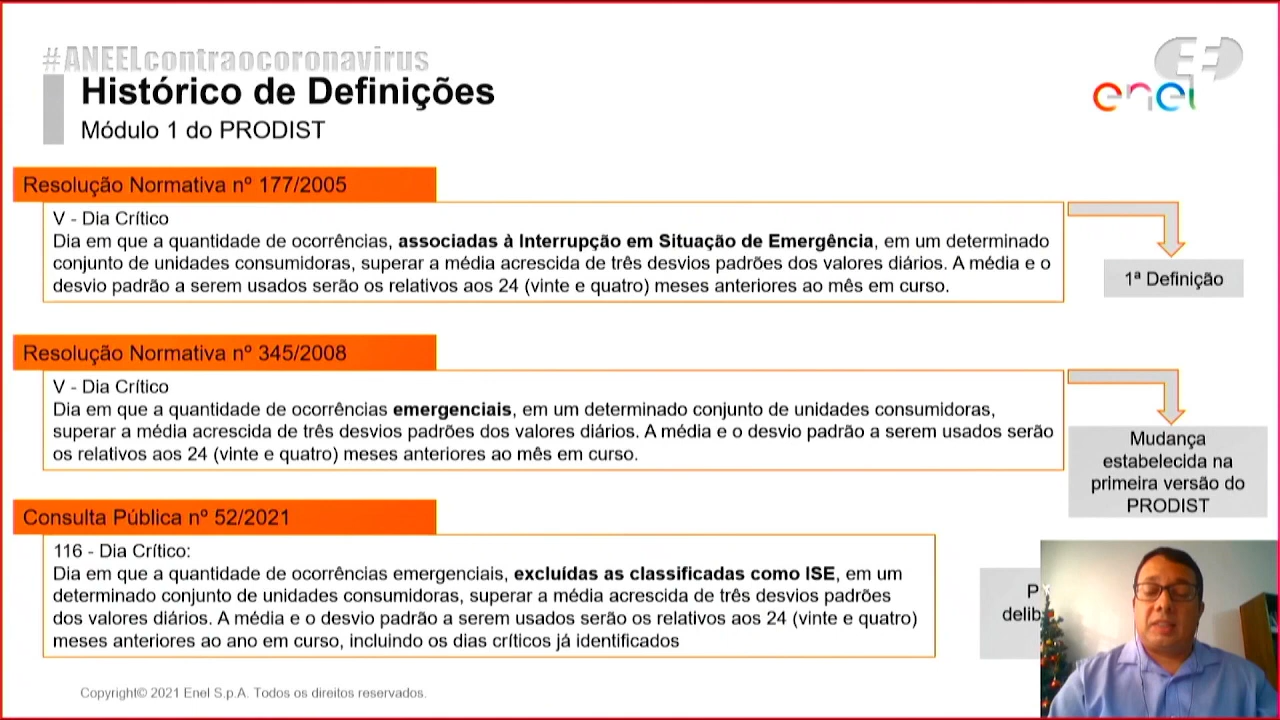 #ANEELcontraocoronavirus
Histórico de Definições
Módulo 1 do PRODIST
enel
Resolução Normativa nº 177/2005
V - Dia Crítico
Dia em que a quantidade de ocorrências, associadas à Interrupção em Situação de Emergência, em um determinado
conjunto de unidades consumidoras, superar a média acrescida de três desvios padrões dos valores diários. A média e o
desvio padrão a serem usados serão os relativos aos 24 (vinte e quatro) meses anteriores ao mês em curso.
1ª Definição
Resolução Normativa nº 345/2008
V - Dia Crítico
Dia em que a quantidade de ocorrências emergenciais, em um determinado conjunto de unidades consumidoras,
superar a média acrescida de três desvios padrões dos valores diários. A média e o desvio padrão a serem usados serão
os relativos aos 24 (vinte e quatro) meses anteriores ao mês em curso.
Mudança
estabelecida na
primeira versão do
PRODIST
Consulta Pública nº 52/2021
116 - Dia Crítico:
Dia em que a quantidade de ocorrências emergenciais, excluídas as classificadas como ISE, em um
determinado conjunto de unidades consumidoras, superar a média acrescida de três desvios padrões
dos valores diários. A média e o desvio padrão a serem usados serão os relativos aos 24 (vinte e quatro)
meses anteriores ao ano em curso, incluindo os dias críticos já identificados
Copyright© 2021 Enel S.p.A. Todos os direitos reservados.